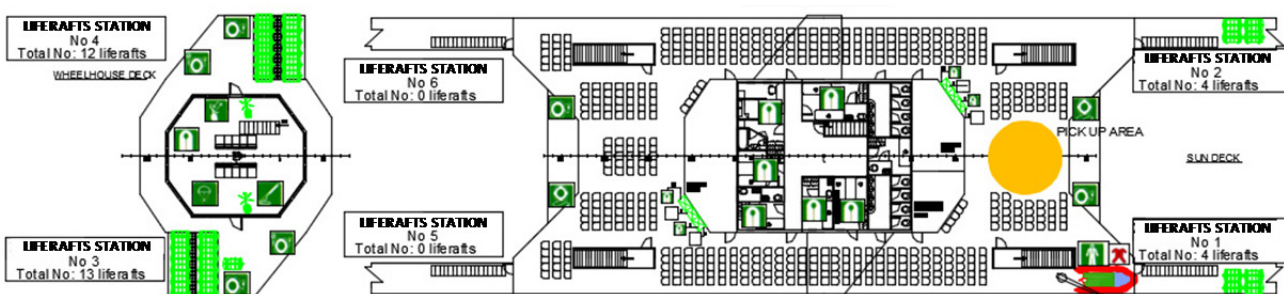 LIFERAFTS STATION
No 4
Total No: 12 liferafts
WHEELHOUSE DECK
LIFERAFTS STATION
No 3
Total No: 13 liferafts
LIFERAFTS STATION
No 6
Total No: 0 liferafts
LIFERAFTS STATION
No 5
Total No: 0 liferafts
LIFERAFTS STATION
No 2
Total No: 4 liferafts
PICK UP AREA
SUN DECK
LIFERAFTS STATION
No 1
Total No: 4 liferafts